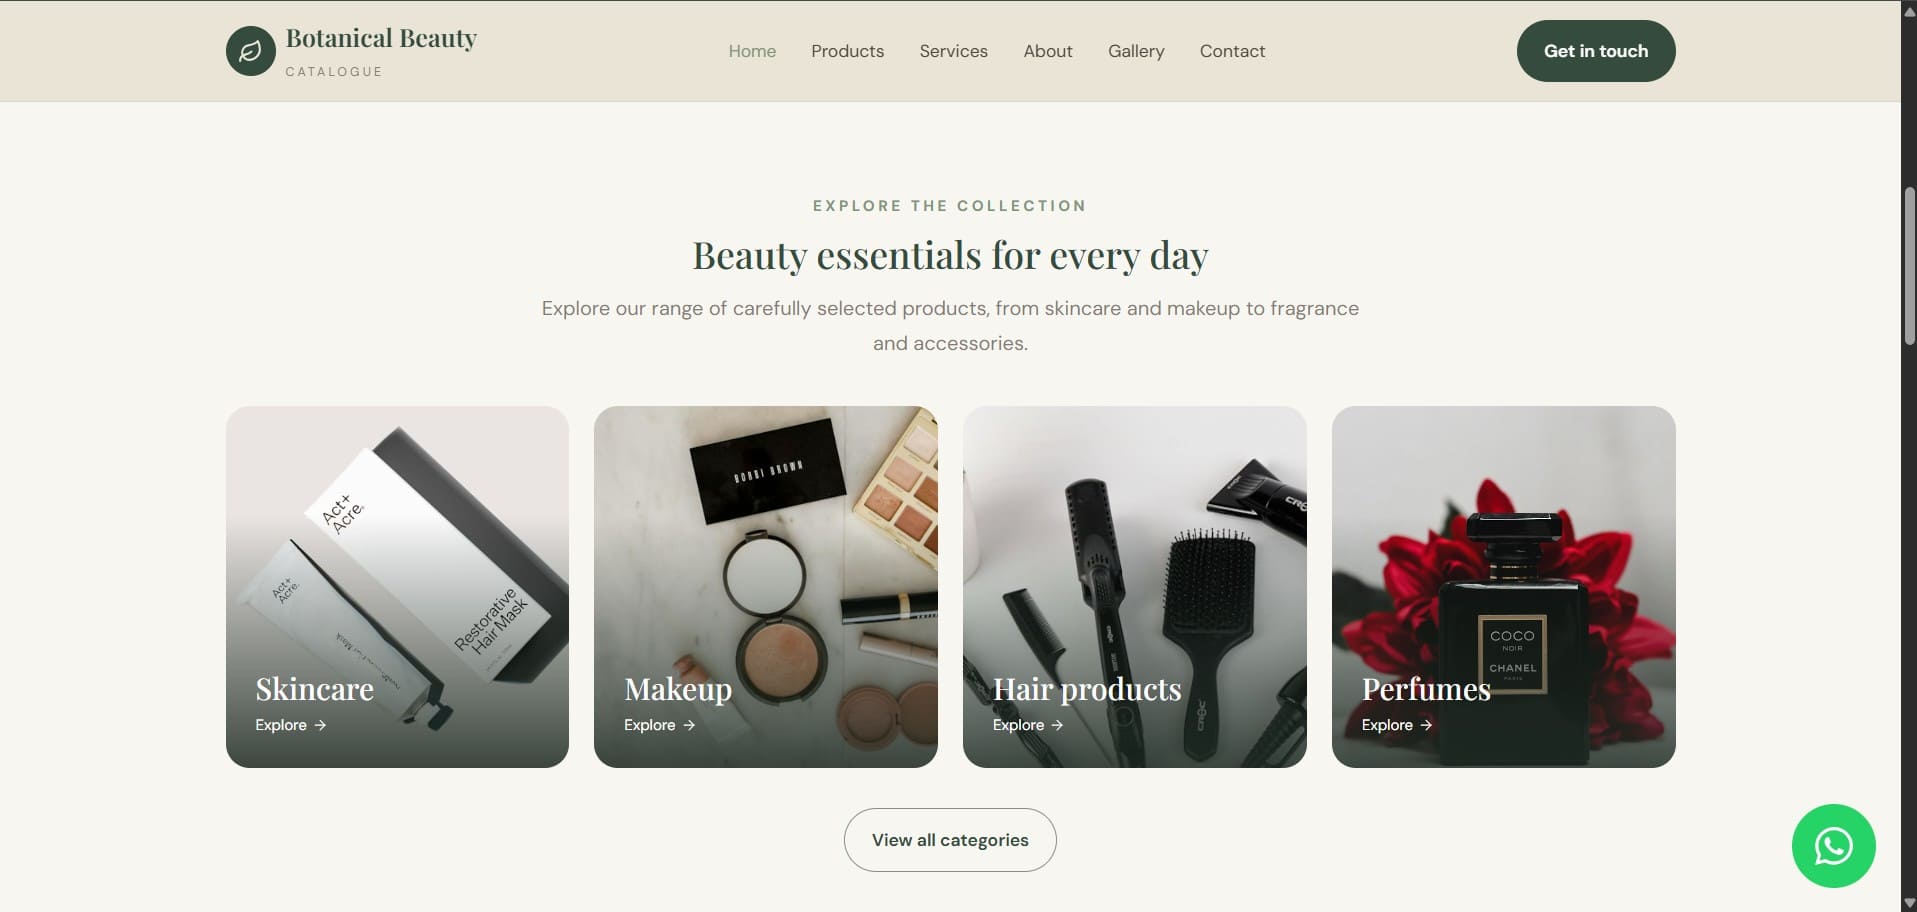 Botanical Beauty
CATALOGUE
Home
Products
Services
About
Gallery
Contact
Get in touch
EXPLORE THE COLLECTION
Beauty essentials for every day
Explore our range of carefully selected products, from skincare and makeup to fragrance
and accessories.
Act+
Acre.
Restorative
Hair Mask
Act+
Acre.
Skincare
Explore →
BOBBI BROWN
Makeup
Explore →
CROC
CROC
Hair products
Explore →
COCO
NOIR
CHANEL
PARIS
Perfumes
Explore →
View all categories